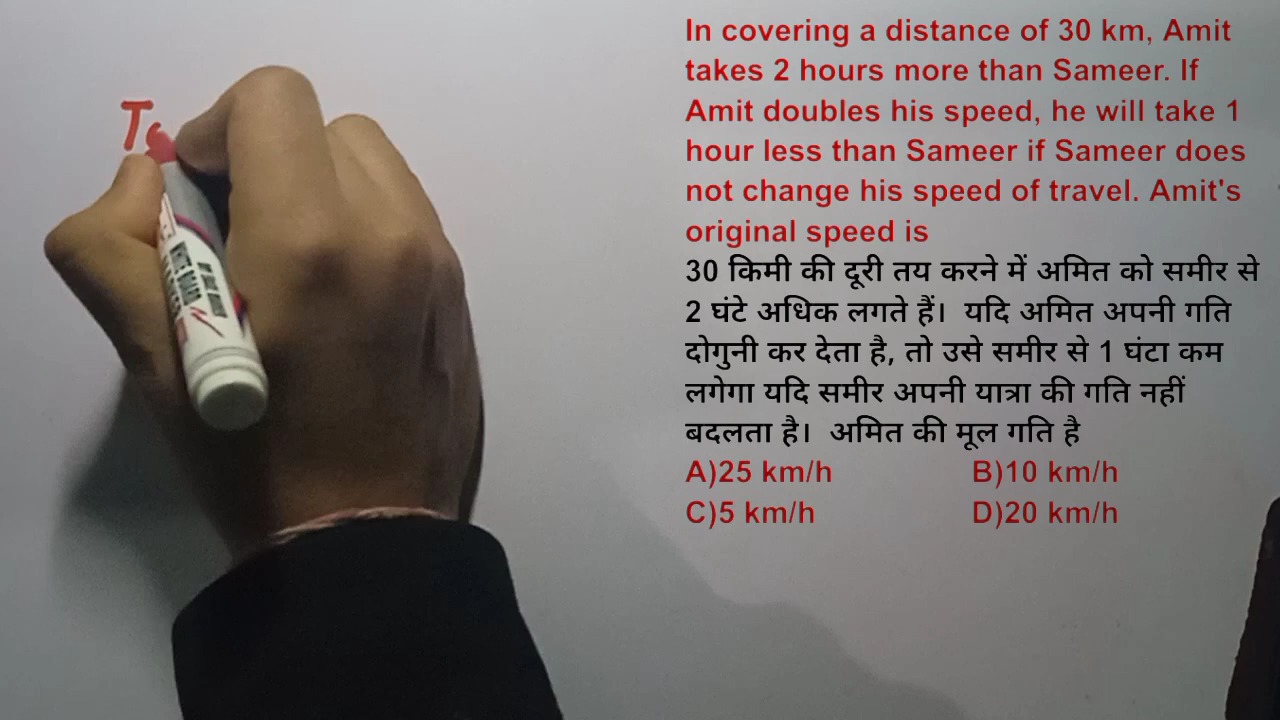 T
WHITE BOARD
In covering a distance of 30 km, Amit
takes 2 hours more than Sameer. If
Amit doubles his speed, he will take 1
hour less than Sameer if Sameer does
not change his speed of travel. Amit's
original speed is
30 किमी की दूरी तय करने में अमित को समीर से
2 घंटे अधिक लगते हैं। यदि अमित अपनी गति
दोगुनी कर देता है, तो उसे समीर से 1 घंटा कम
लगेगा यदि समीर अपनी यात्रा की गति नहीं
बदलता है। अमित की मूल गति है
A)25 km/h B)10 km/h
C)5 km/h D)20 km/h